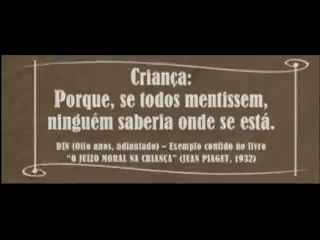 Criança:
Porque, se todos mentissem,
ninguém saberia onde se está.
DIN (Oito anos, adiantado) – Exemplo contido no livro
"O JUÍZO MORAL NA CRIANÇA" (JEAN PIAGET, 1932)